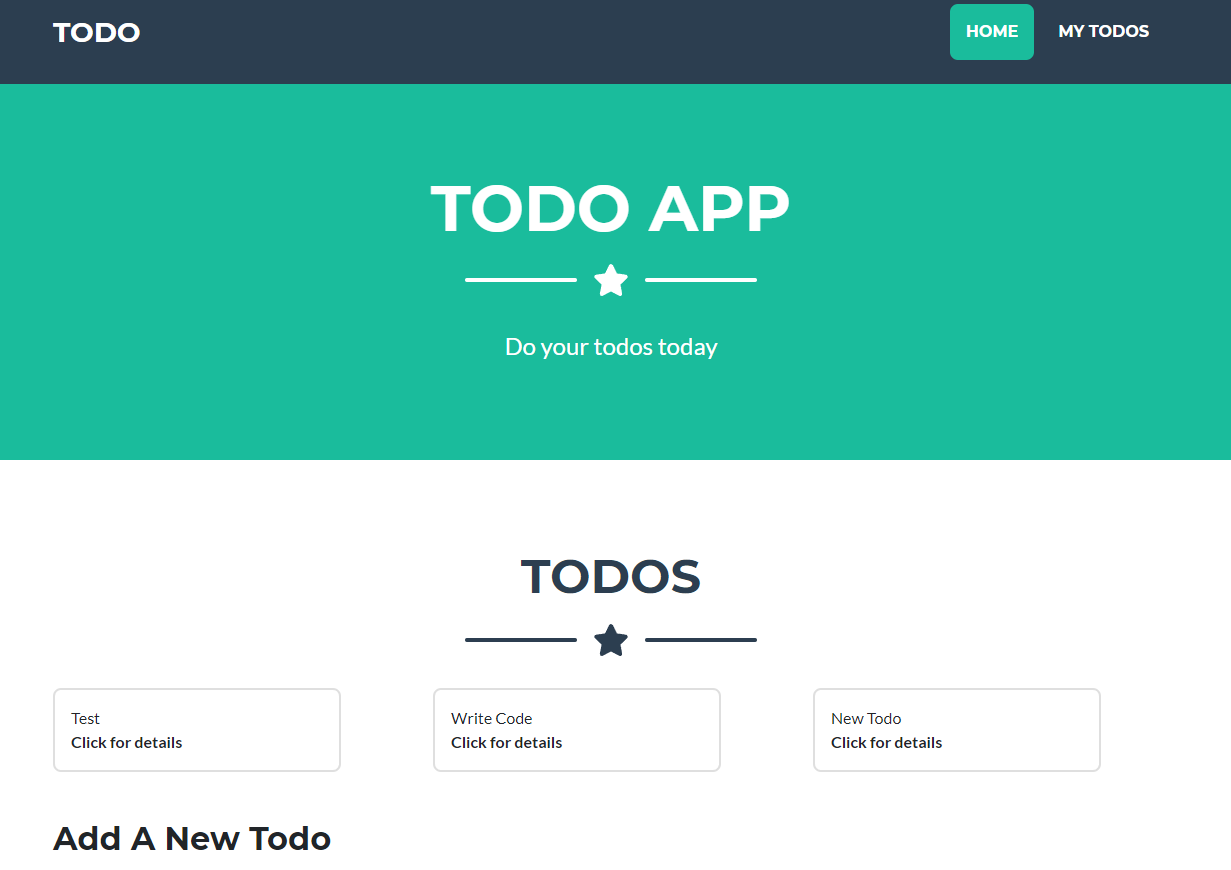 TODO
HOME MY TODOS
TODO APP
Do your todos today
TODOS
Test
Click for details
Write Code
Click for details
New Todo
Click for details
Add A New Todo